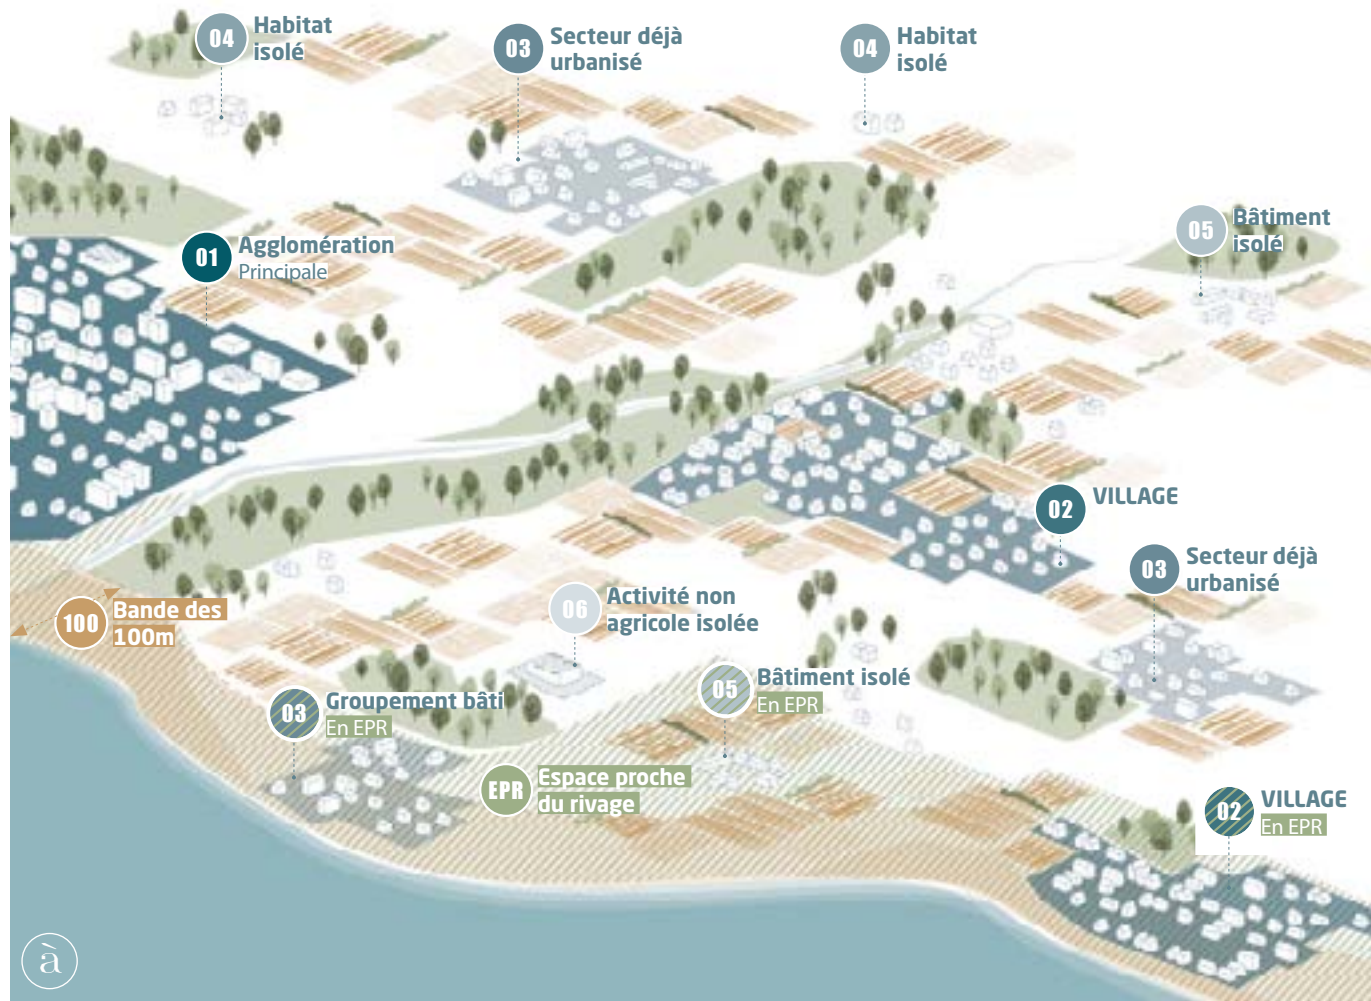 04
Habitat
isolé
03
Secteur déjà
urbanisé
04
Habitat
isolé
05
Bâtiment
isolé
01
Agglomération
Principale
02
VILLAGE
03
Secteur déjà
urbanisé
100
Bande des
100m
06
Activité non
agricole isolée
05
Bâtiment isolé
En EPR
03
Groupement bâti
En EPR
EPR
Espace proche
du rivage
02
VILLAGE
En EPR
à